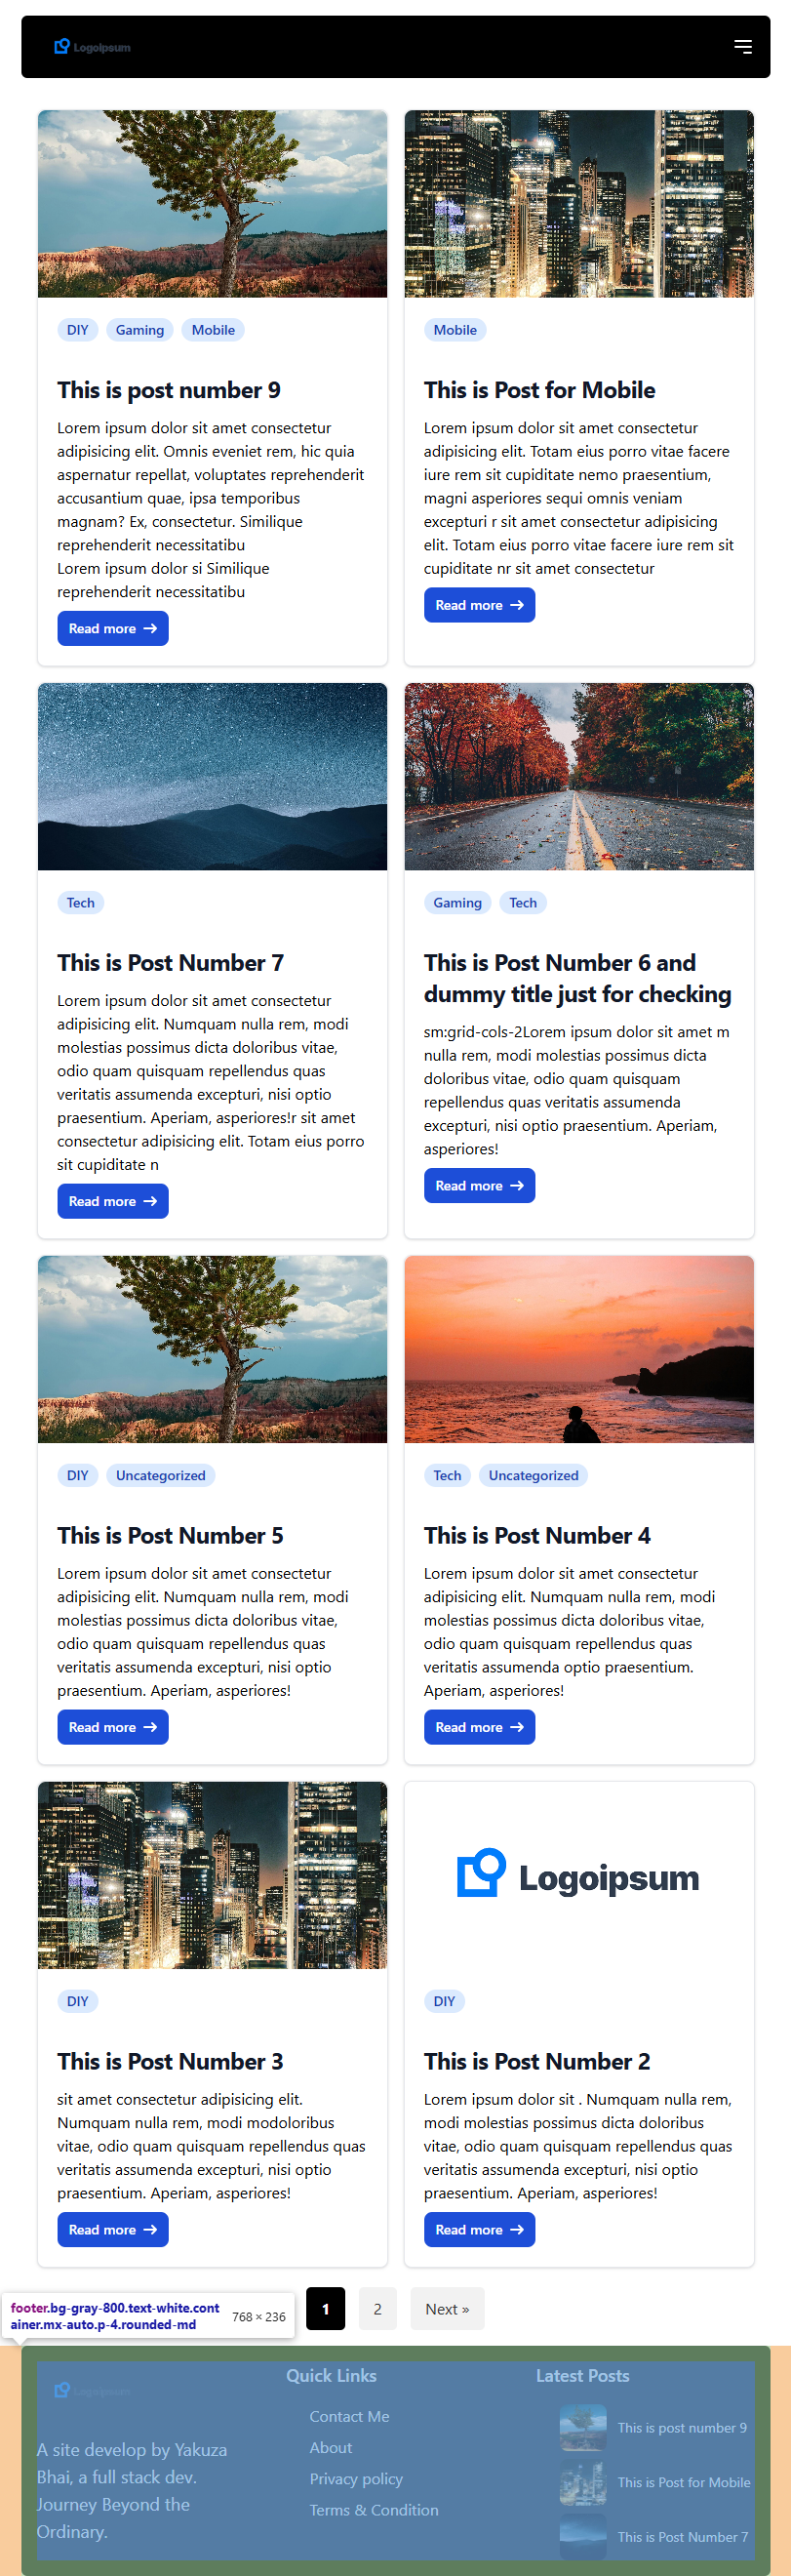 Logoipsum
DIY Gaming Mobile
This is post number 9
Lorem ipsum dolor sit amet consectetur
adipisicing elit. Omnis eveniet rem, hic quia
aspernatur repellat, voluptates reprehenderit
accusantium quae, ipsa temporibus
magnam? Ex, consectetur. Similique
reprehenderit necessitatibu
Lorem ipsum dolor si Similique
reprehenderit necessitatibu
Read more →
Mobile
This is Post for Mobile
Lorem ipsum dolor sit amet consectetur
adipisicing elit. Totam eius porro vitae facere
iure rem sit cupiditate nemo praesentium,
magni asperiores sequi omnis veniam
excepturi r sit amet consectetur adipisicing
elit. Totam eius porro vitae facere iure rem sit
cupiditate nr sit amet consectetur
Read more →
Tech
This is Post Number 7
Lorem ipsum dolor sit amet consectetur
adipisicing elit. Numquam nulla rem, modi
molestias possimus dicta doloribus vitae,
odio quam quisquam repellendus quas
veritatis assumenda excepturi, nisi optio
praesentium. Aperiam, asperiores!r sit amet
consectetur adipisicing elit. Totam eius porro
sit cupiditate n
Read more →
Gaming Tech
This is Post Number 6 and
dummy title just for checking
sm:grid-cols-2Lorem ipsum dolor sit amet m
nulla rem, modi molestias possimus dicta
doloribus vitae, odio quam quisquam
repellendus quas veritatis assumenda
excepturi, nisi optio praesentium. Aperiam,
asperiores!
Read more →
DIY Uncategorized
This is Post Number 5
Lorem ipsum dolor sit amet consectetur
adipisicing elit. Numquam nulla rem, modi
molestias possimus dicta doloribus vitae,
odio quam quisquam repellendus quas
veritatis assumenda excepturi, nisi optio
praesentium. Aperiam, asperiores!
Read more →
Tech Uncategorized
This is Post Number 4
Lorem ipsum dolor sit amet consectetur
adipisicing elit. Numquam nulla rem, modi
molestias possimus dicta doloribus vitae,
odio quam quisquam repellendus quas
veritatis assumenda optio praesentium.
Aperiam, asperiores!
Read more →
DIY
This is Post Number 3
sit amet consectetur adipisicing elit.
Numquam nulla rem, modi modoloribus
vitae, odio quam quisquam repellendus quas
veritatis assumenda excepturi, nisi optio
praesentium. Aperiam, asperiores!
Read more →
Logoipsum
DIY
This is Post Number 2
Lorem ipsum dolor sit . Numquam nulla rem,
modi molestias possimus dicta doloribus
vitae, odio quam quisquam repellendus quas
veritatis assumenda excepturi, nisi optio
praesentium. Aperiam, asperiores!
Read more →
1 2 Next »
footer.bg-gray-800.text-white.cont
ainer.mx-auto.p-4.rounded-md
768 × 236
Logoipsum
A site develop by Yakuza
Bhai, a full stack dev.
Journey Beyond the
Ordinary.
Quick Links
Contact Me
About
Privacy policy
Terms & Condition
Latest Posts
This is post number 9
This is Post for Mobile
This is Post Number 7